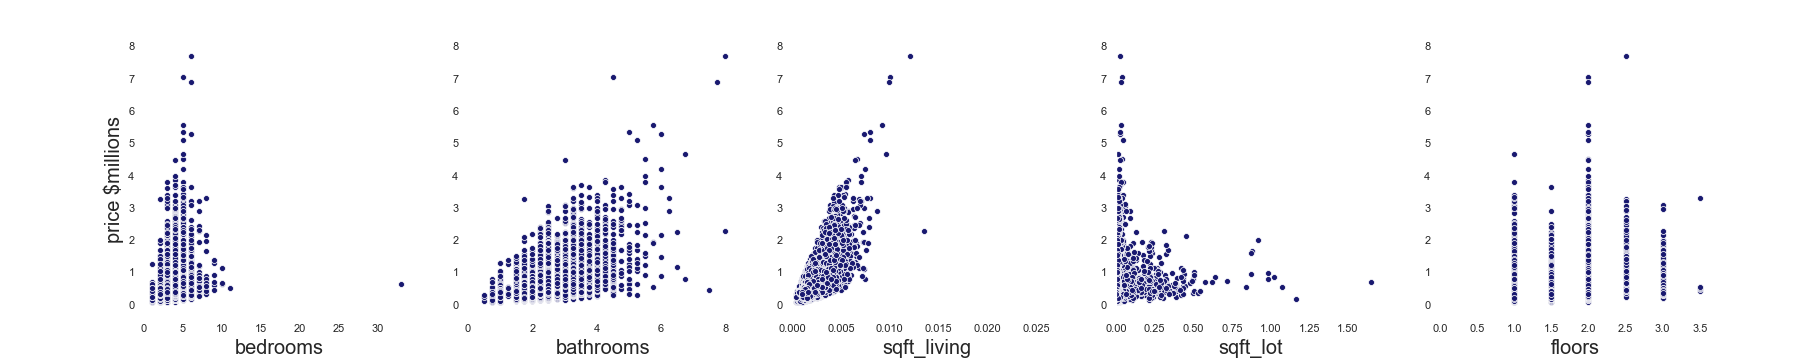 8 8 8 8 8
7 7 7 7 7
6 6 6 6 6
5 5 5 5 5
4 4 4 4 4
3 3 3 3 3
2 2 2 2 2
1 1 1 1 1
0 0 0 0 0
price $millions
0 5 10 15 20 25 30
0 2 4 6 8
0.000 0.005 0.010 0.015 0.020 0.025
0.00 0.25 0.50 0.75 1.00 1.25 1.50
0.0 0.5 1.0 1.5 2.0 2.5 3.0 3.5
bedrooms
bathrooms
sqft_living
sqft_lot
floors